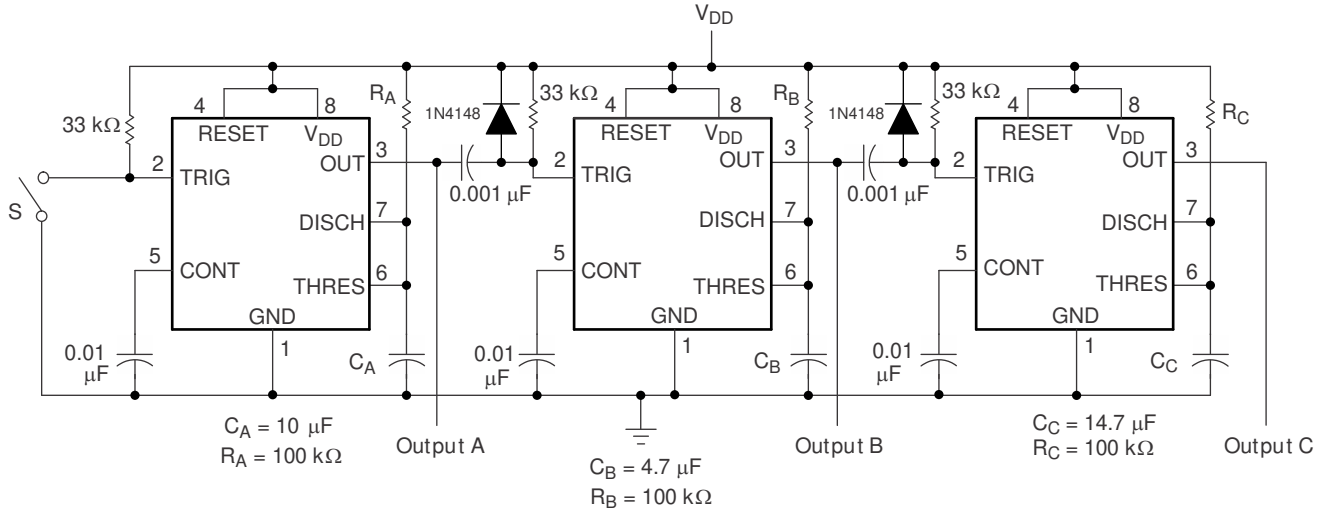 VDD
RA
1N4148
33 kΩ
RB
1N4148
33 kΩ
RC
33 kΩ
4
8
RESET
VDD
2
TRIG
OUT
3
DISCH
7
5
CONT
THRES
6
GND
1
0.001 μF
4
8
RESET
VDD
2
TRIG
OUT
3
DISCH
7
5
CONT
THRES
6
GND
1
0.001 μF
4
8
RESET
VDD
2
TRIG
OUT
3
DISCH
7
5
CONT
THRES
6
GND
1
S
0.01
μF
CA
0.01
μF
CB
0.01
μF
CC
CA = 10 μF
RA = 100 kΩ
Output A
CB = 4.7 μF
RB = 100 kΩ
Output B
CC = 14.7 μF
RC = 100 kΩ
Output C